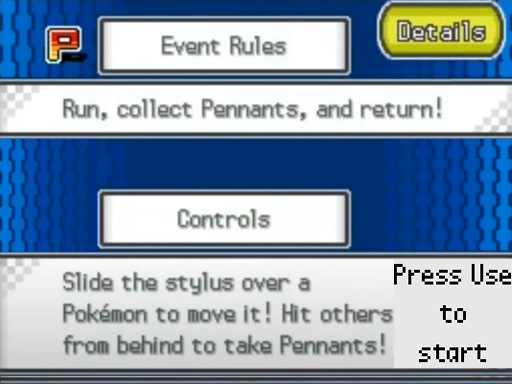 P
Event Rules
Details
Run, collect Pennants, and return!
Controls
Slide the stylus over a
Pokémon to move it! Hit others
from behind to take Pennants!
Press Use
to
start